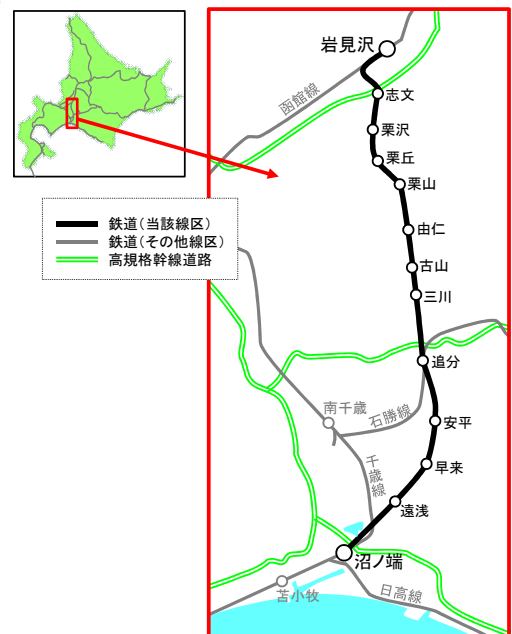 岩見沢
函館線
志文
栗沢
栗丘
栗山
鉄道(当該線区)
鉄道(その他線区)
高規格幹線道路
由仁
古山
三川
追分
南千歳
石勝線
安平
千歳線
早来
遠浅
沼ノ端
苫小牧
日高線